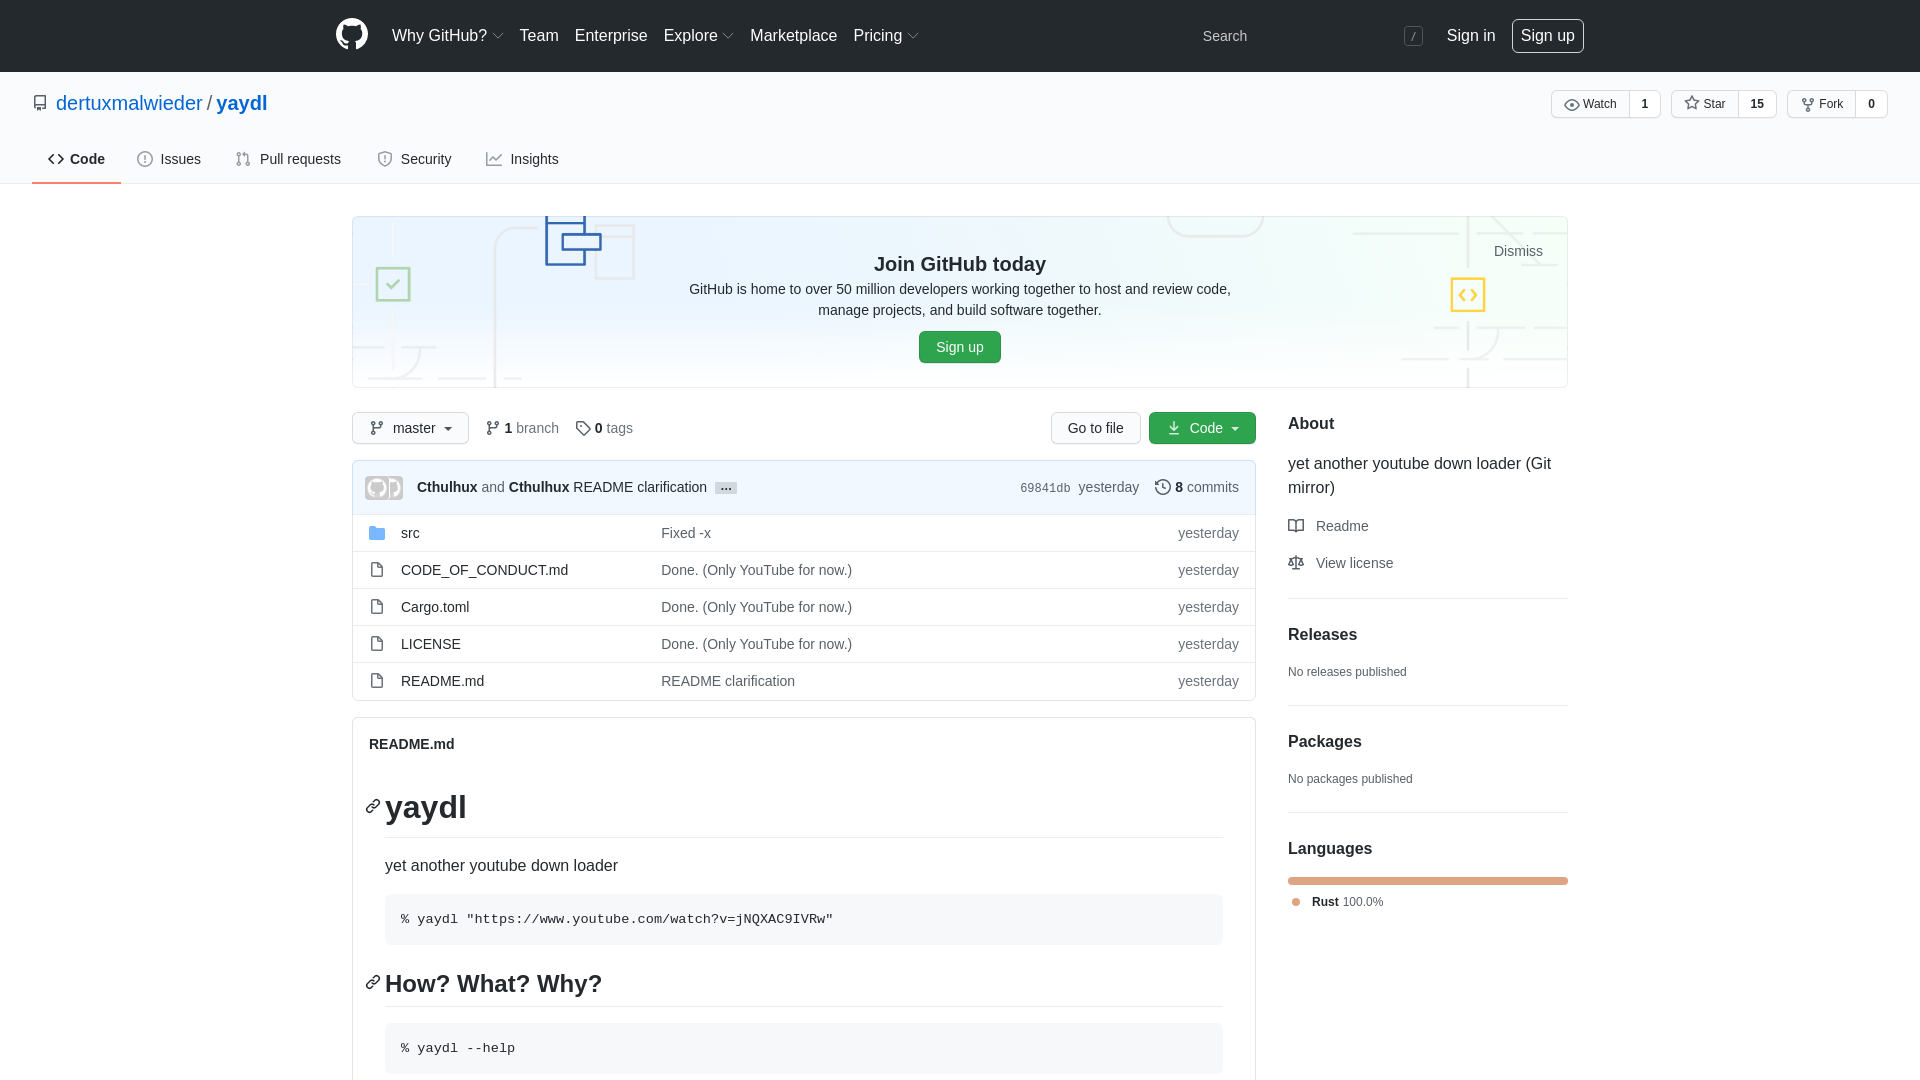 Why GitHub? Team Enterprise Explore Marketplace Pricing Search / Sign in Sign up
dertuxmalwieder / yaydl
Watch 1 Star 15 Fork 0
Code Issues Pull requests Security Insights
Dismiss
Join GitHub today
GitHub is home to over 50 million developers working together to host and review code,
manage projects, and build software together.
Sign up
master 1 branch 0 tags Go to file Code
Cthulhux and Cthulhux README clarification … 69841db yesterday 8 commits
src Fixed -x yesterday
CODE_OF_CONDUCT.md Done. (Only YouTube for now.) yesterday
Cargo.toml Done. (Only YouTube for now.) yesterday
LICENSE Done. (Only YouTube for now.) yesterday
README.md README clarification yesterday
README.md
yaydl
yet another youtube down loader
% yaydl "https://www.youtube.com/watch?v=jNQXAC9IVRw"
How? What? Why?
% yaydl --help
About
yet another youtube down loader (Git
mirror)
Readme
View license
Releases
No releases published
Packages
No packages published
Languages
Rust 100.0%